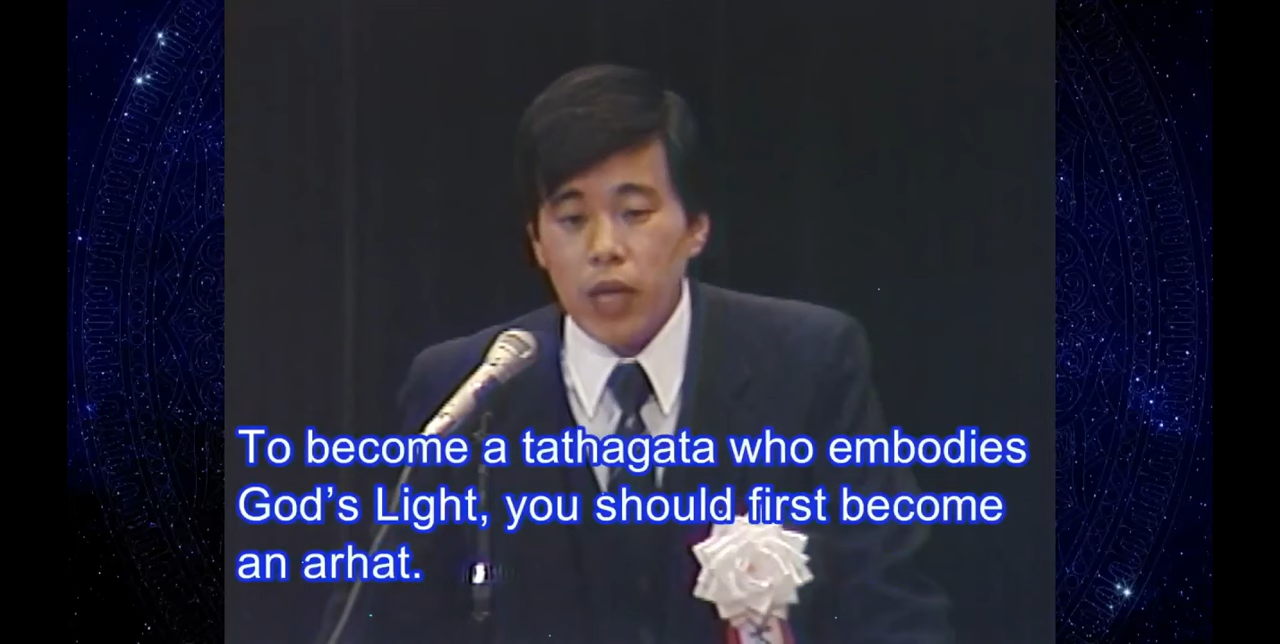 To become a tathagata who embodies
God’s Light, you should first become
an arhat.